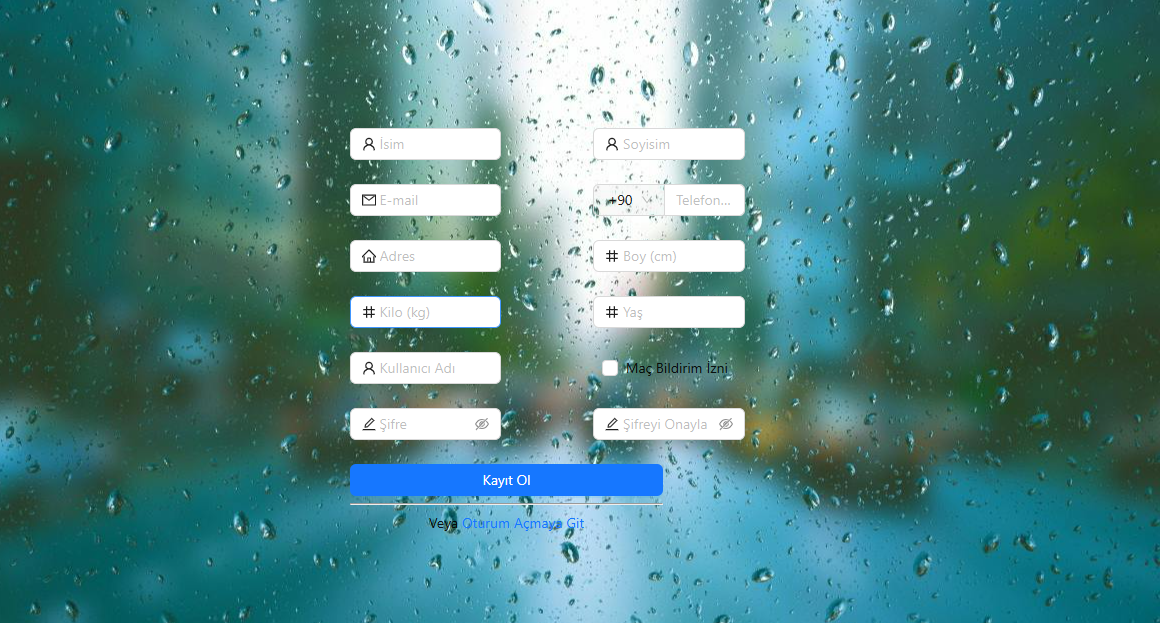 İsim
Soyisim
E-mail
+90
Telefon...
Adres
Boy (cm)
Kilo (kg)
Yaş
Kullanıcı Adı
Maç Bildirim İzni
Şifre
Şifreyi Onayla
Kayıt Ol
Veya Oturum Açmaya Git